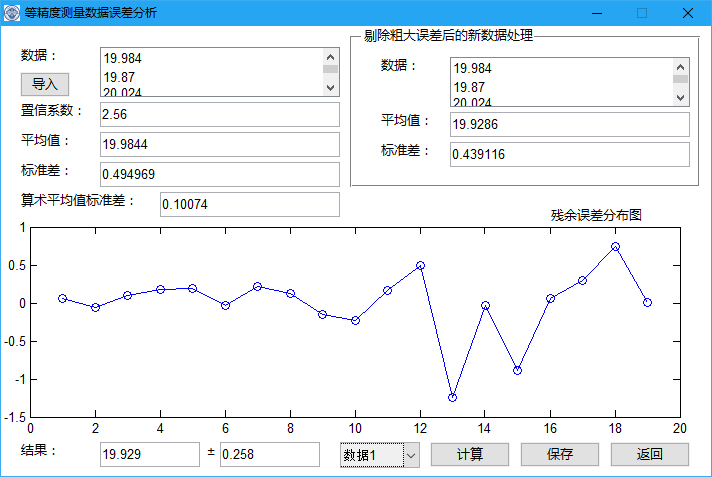 等精度测量数据误差分析
数据：
19.984
19.87
20.024
导入
置信系数：
2.56
平均值：
19.9844
标准差：
0.494969
算术平均值标准差：
0.10074
剔除粗大误差后的新数据处理
数据：
19.984
19.87
20.024
平均值：
19.9286
标准差：
0.439116
残余误差分布图
1
0.5
0
-0.5
-1
-1.5
0 2 4 6 8 10 12 14 16 18 20
结果：
19.929 ± 0.258
数据1
计算
保存
返回